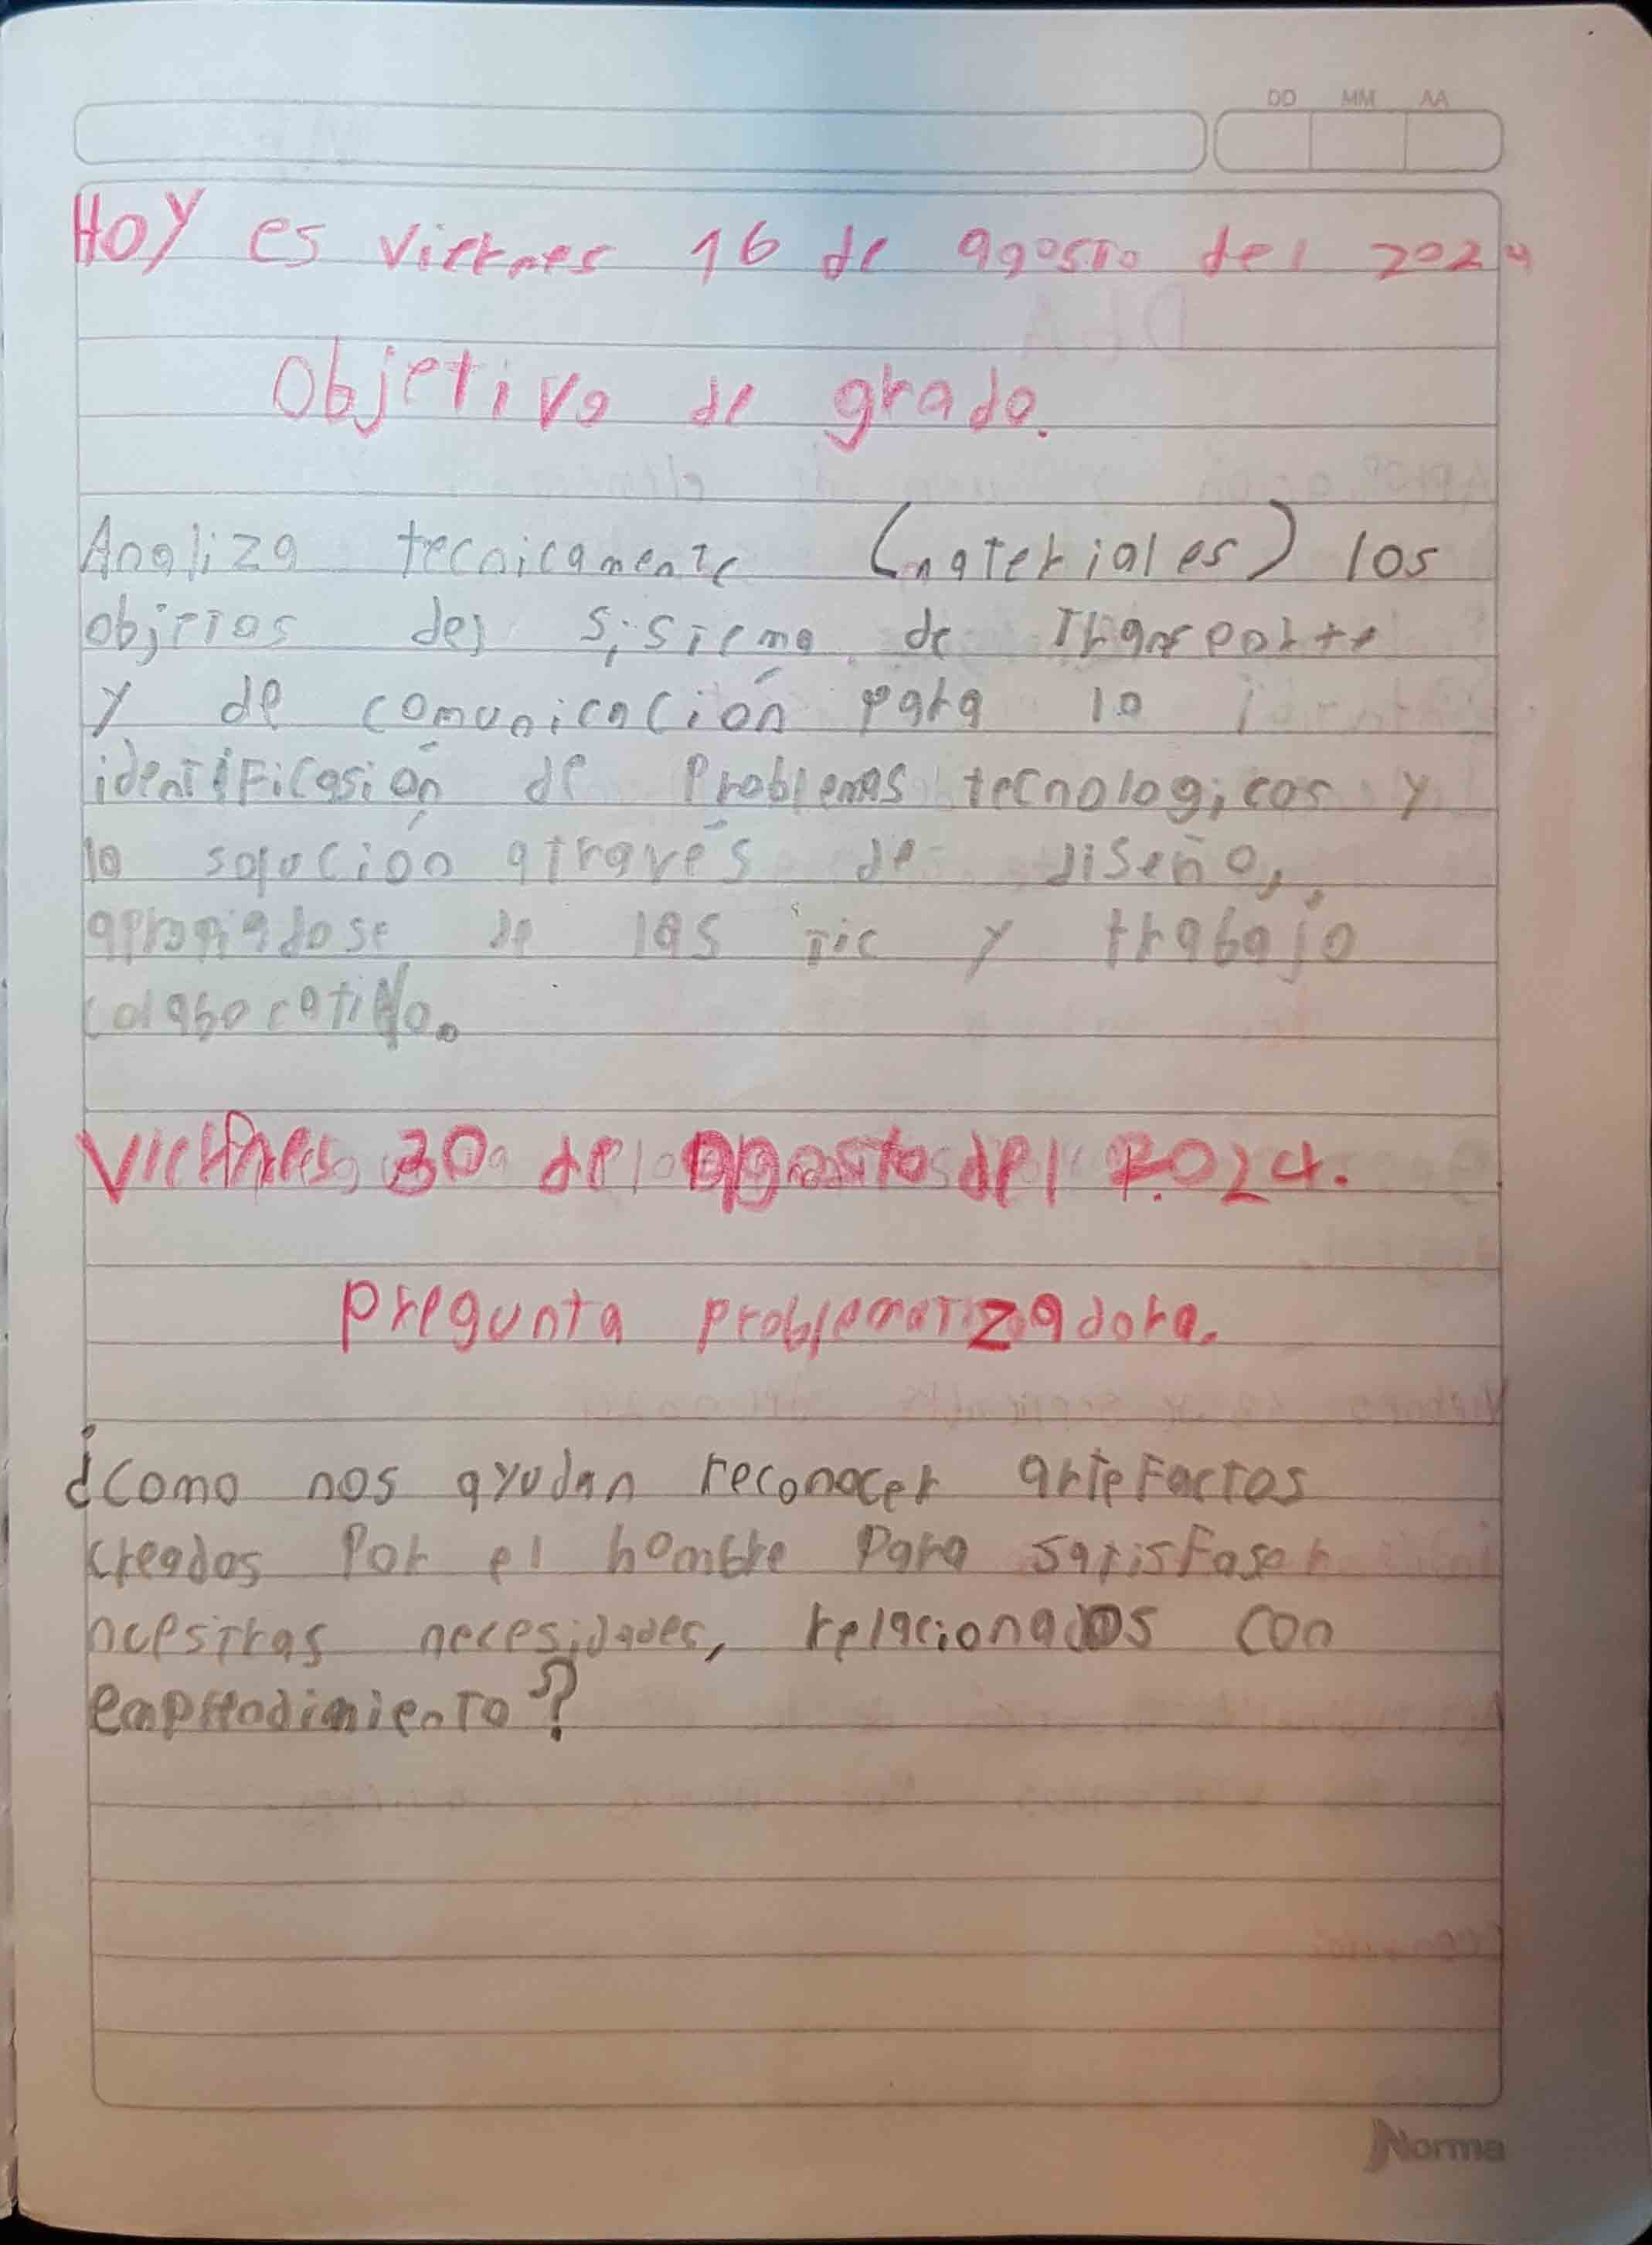 DD MM AA
Hoy es viernes 16 de agosto del 2024
Objetivo de grado.
Analiza tecnicamente (materiales) los
objetos del sistema de transporte
y de comunicación para la
identificasión de problemas tecnologicos y
la solución através de diseño,
apropiadose de las tic y trabajo
colaborativo.
Viernes 30 del agosto del 2.024.
pregunta problematizadora.
¿como nos ayudan reconocer artefactos
creados por el hombre para satisfaser
nuestras necesidades, relacionados con
emprendimiento?
Norma